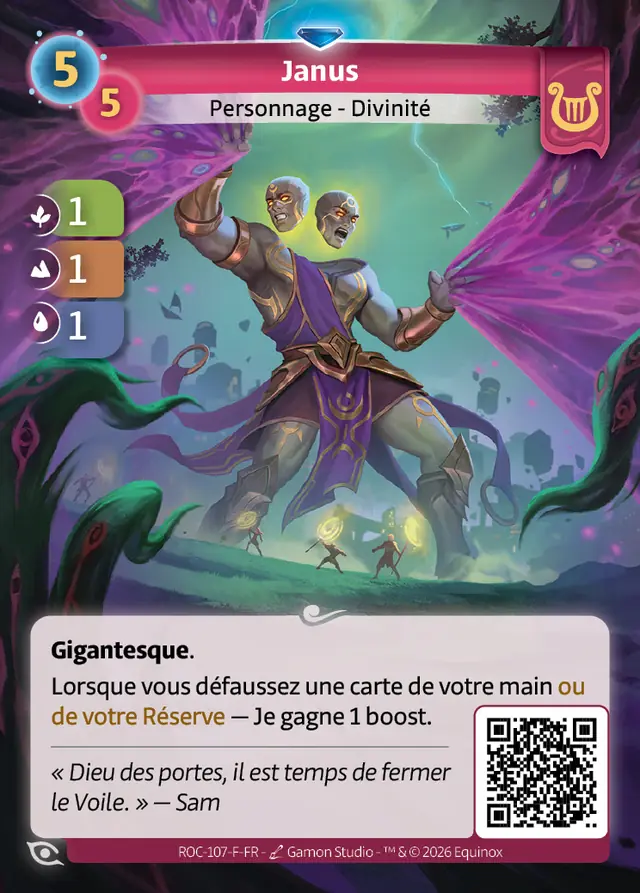 5
Janus
5
Personnage - Divinité
1
1
1
Gigantesque.
Lorsque vous défaussez une carte de votre main ou
de votre Réserve — Je gagne 1 boost.
« Dieu des portes, il est temps de fermer
le Voile. » — Sam
ROC-107-F-FR - Gamon Studio - ™ & © 2026 Equinox